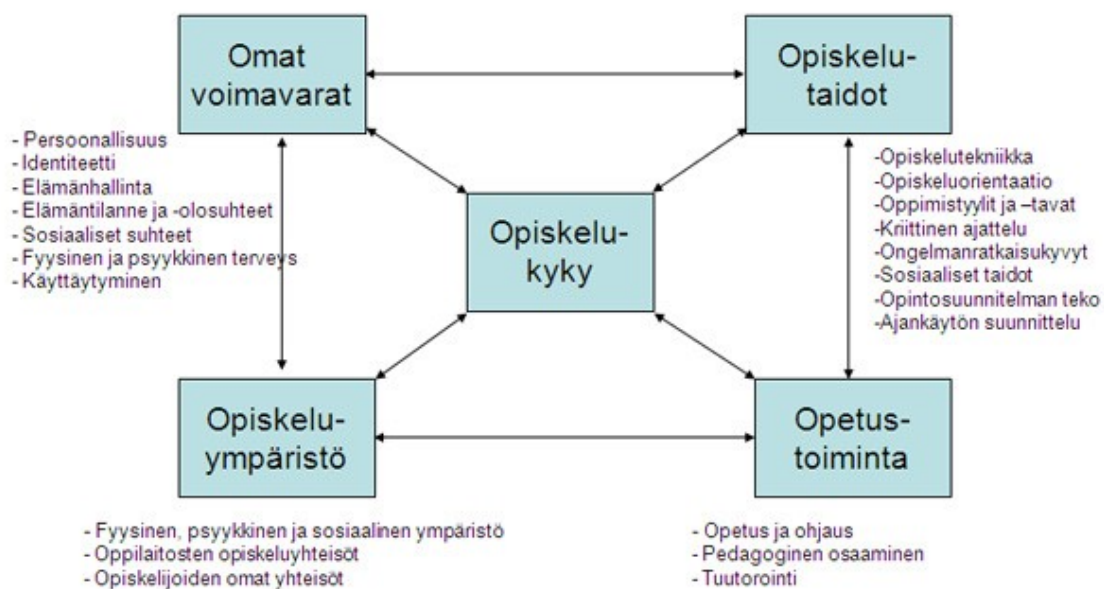 Omat
voimavarat
- Persoonallisuus
- Identiteetti
- Elämänhallinta
- Elämäntilanne ja -olosuhteet
- Sosiaaliset suhteet
- Fyysinen ja psyykkinen terveys
- Käyttäytyminen
Opiskelu-
taidot
-Opiskelutekniikka
-Opiskeluorientaatio
-Oppimistyylit ja –tavat
-Kriittinen ajattelu
-Ongelmanratkaisukyvyt
-Sosiaaliset taidot
-Opintosuunnitelman teko
-Ajankäytön suunnittelu
Opiskelu-
kyky
Opiskelu-
ympäristö
- Fyysinen, psyykkinen ja sosiaalinen ympäristö
- Oppilaitosten opiskeluyhteisöt
- Opiskelijoiden omat yhteisöt
Opetus-
toiminta
- Opetus ja ohjaus
- Pedagoginen osaaminen
- Tuutorointi